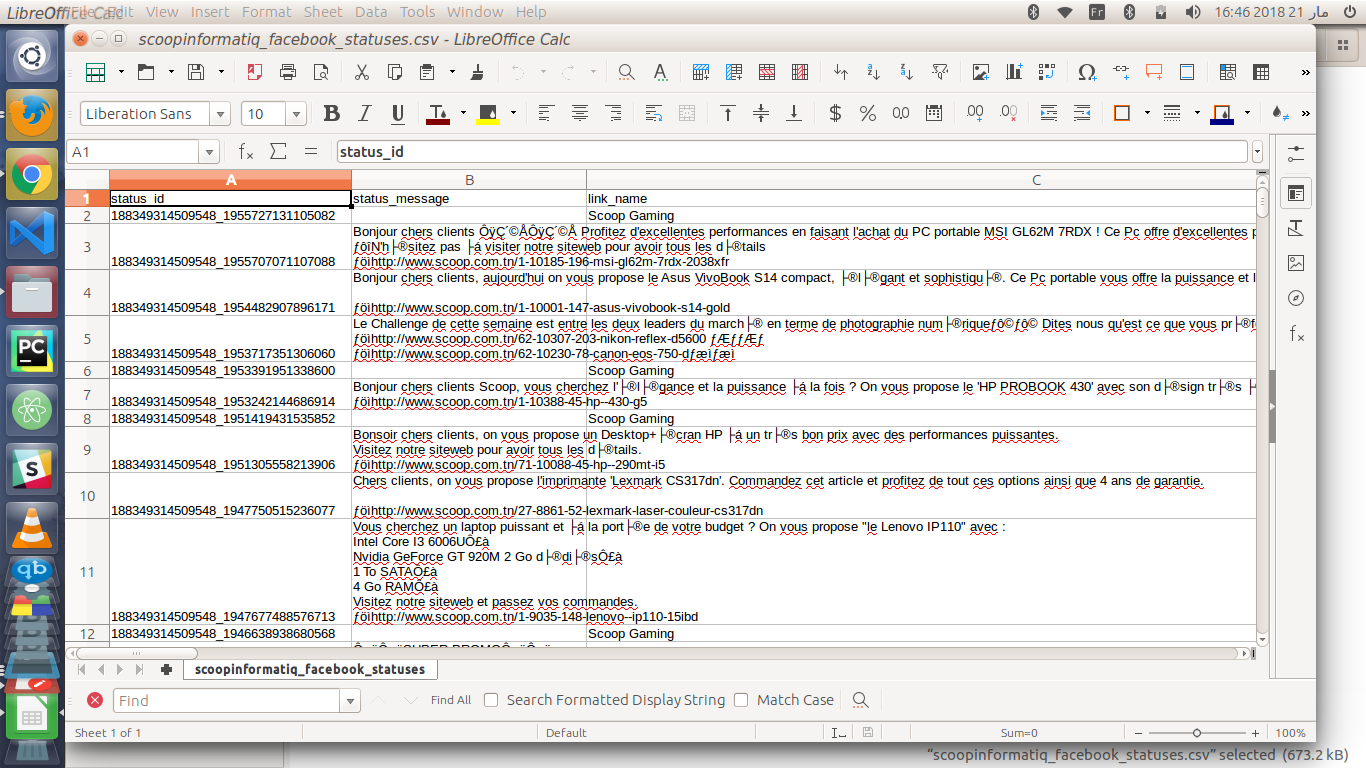 LibreOffice Calc
File Edit View Insert Format Sheet Data Tools Window Help
Fr
16:46 2018 21 مار
scoopinformatiq_facebook_statuses.csv - LibreOffice Calc
Liberation Sans
10
A1
status_id
A B C
1 status_id status_message link_name
2 188349314509548_1955727131105082 Scoop Gaming
Bonjour chers clients ÔÿÇ´©ÅÔÿÇ´©Å Profitez d'excellentes performances en faisant l'achat du PC portable MSI GL62M 7RDX ! Ce Pc offre d'excellentes p
ƒôîN'h├®sitez pas ├á visiter notre siteweb pour avoir tous les d├®tails
3 188349314509548_1955707071107088 ƒöìhttp://www.scoop.com.tn/1-10185-196-msi-gl62m-7rdx-2038xfr
Bonjour chers clients, aujourd'hui on vous propose le Asus VivoBook S14 compact, ├®l├®gant et sophistiqu├®. Ce Pc portable vous offre la puissance et l
4 188349314509548_1954482907896171 ƒöìhttp://www.scoop.com.tn/1-10001-147-asus-vivobook-s14-gold
Le Challenge de cette semaine est entre les deux leaders du march├® en terme de photographie num├®riqueƒô©ƒô© Dites nous qu'est ce que vous pr├®f
ƒöìhttp://www.scoop.com.tn/62-10307-203-nikon-reflex-d5600
5 188349314509548_1953717351306060 ƒöìhttp://www.scoop.com.tn/62-10230-78-canon-eos-750-dƒæìƒæì
6 188349314509548_1953391951338600 Scoop Gaming
Bonjour chers clients Scoop, vous cherchez l'├®l├®gance et la puissance ├á la fois ? On vous propose le 'HP PROBOOK 430' avec son d├®sign tr├®s
7 188349314509548_1953242144686914 ƒöìhttp://www.scoop.com.tn/1-10388-45-hp--430-g5
8 188349314509548_1951419431535852 Scoop Gaming
Bonsoir chers clients, on vous propose un Desktop+├®cran HP ├á un tr├®s bon prix avec des performances puissantes.
Visitez notre siteweb pour avoir tous les d├®tails.
9 188349314509548_1951305558213906 ƒöìhttp://www.scoop.com.tn/71-10088-45-hp--290mt-i5
Chers clients, on vous propose l'imprimante 'Lexmark CS317dn'. Commandez cet article et profitez de tout ces options ainsi que 4 ans de garantie.
10 188349314509548_1947750515236077 ƒöìhttp://www.scoop.com.tn/27-8861-52-lexmark-laser-couleur-cs317dn
Vous cherchez un laptop puissant et ├á la port├®e de votre budget ? On vous propose "le Lenovo IP110" avec :
Intel Core I3 6006UÔ£à
Nvidia GeForce GT 920M 2 Go d├®di├®sÔ£à
1 To SATAÔ£à
4 Go RAMÔ£à
Visitez notre siteweb et passez vos commandes.
11 188349314509548_1947677488576713 ƒöìhttp://www.scoop.com.tn/1-9035-148-lenovo--ip110-15ibd
12 188349314509548_1946638938680568 Scoop Gaming
scoopinformatiq_facebook_statuses
Find Find All Search Formatted Display String Match Case
Sheet 1 of 1 Default Sum=0 100%
“scoopinformatiq_facebook_statuses.csv” selected (673.2 kB)